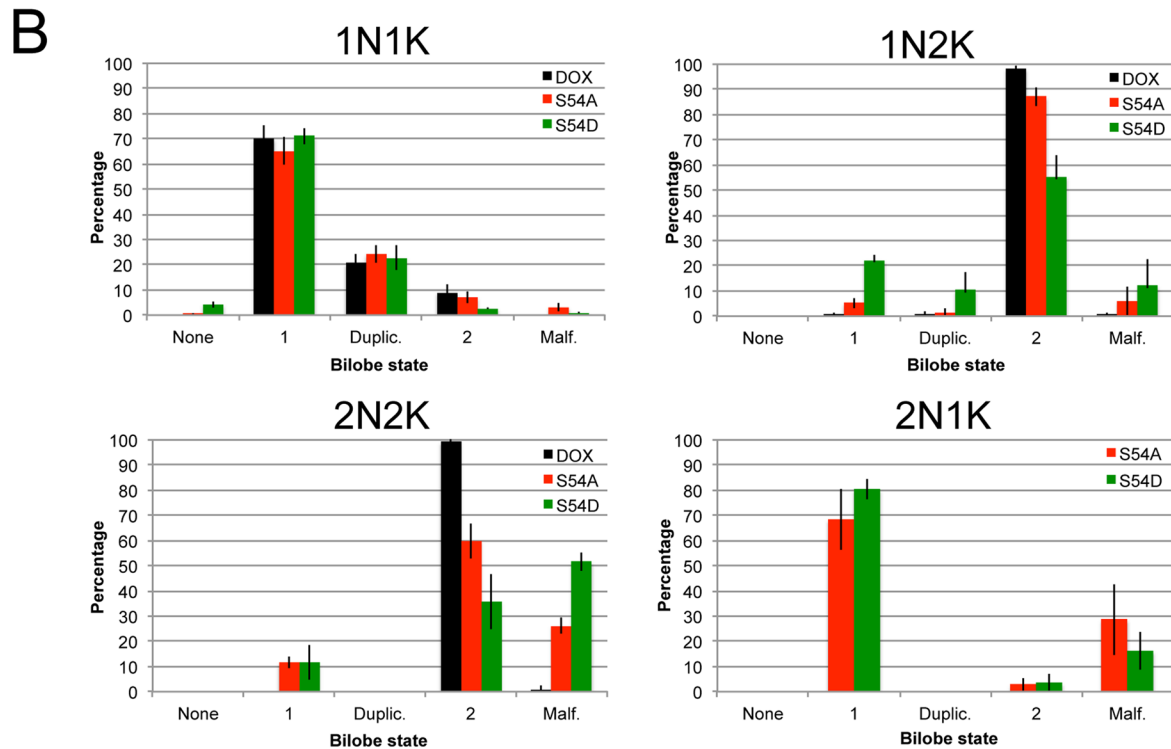 B
1N1K
100
90
80
70
60
50
40
30
20
10
0
Percentage
DOX
S54A
S54D
None 1 Duplic. 2 Malf.
Bilobe state
1N2K
100
90
80
70
60
50
40
30
20
10
0
Percentage
DOX
S54A
S54D
None 1 Duplic. 2 Malf.
Bilobe state
2N2K
100
90
80
70
60
50
40
30
20
10
0
Percentage
DOX
S54A
S54D
None 1 Duplic. 2 Malf.
Bilobe state
2N1K
100
90
80
70
60
50
40
30
20
10
0
Percentage
S54A
S54D
None 1 Duplic. 2 Malf.
Bilobe state